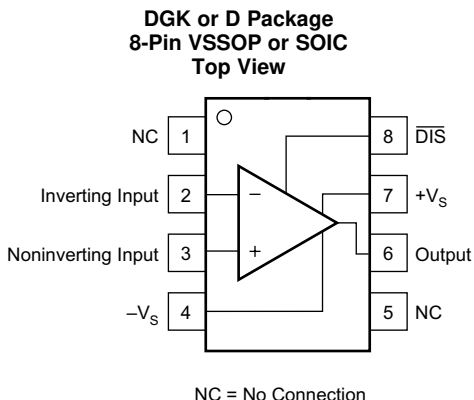 DGK or D Package
8-Pin VSSOP or SOIC
Top View
NC 1
8 DIS
Inverting Input 2
−
7 +VS
Noninverting Input 3
+
6 Output
−VS 4
5 NC
NC = No Connection